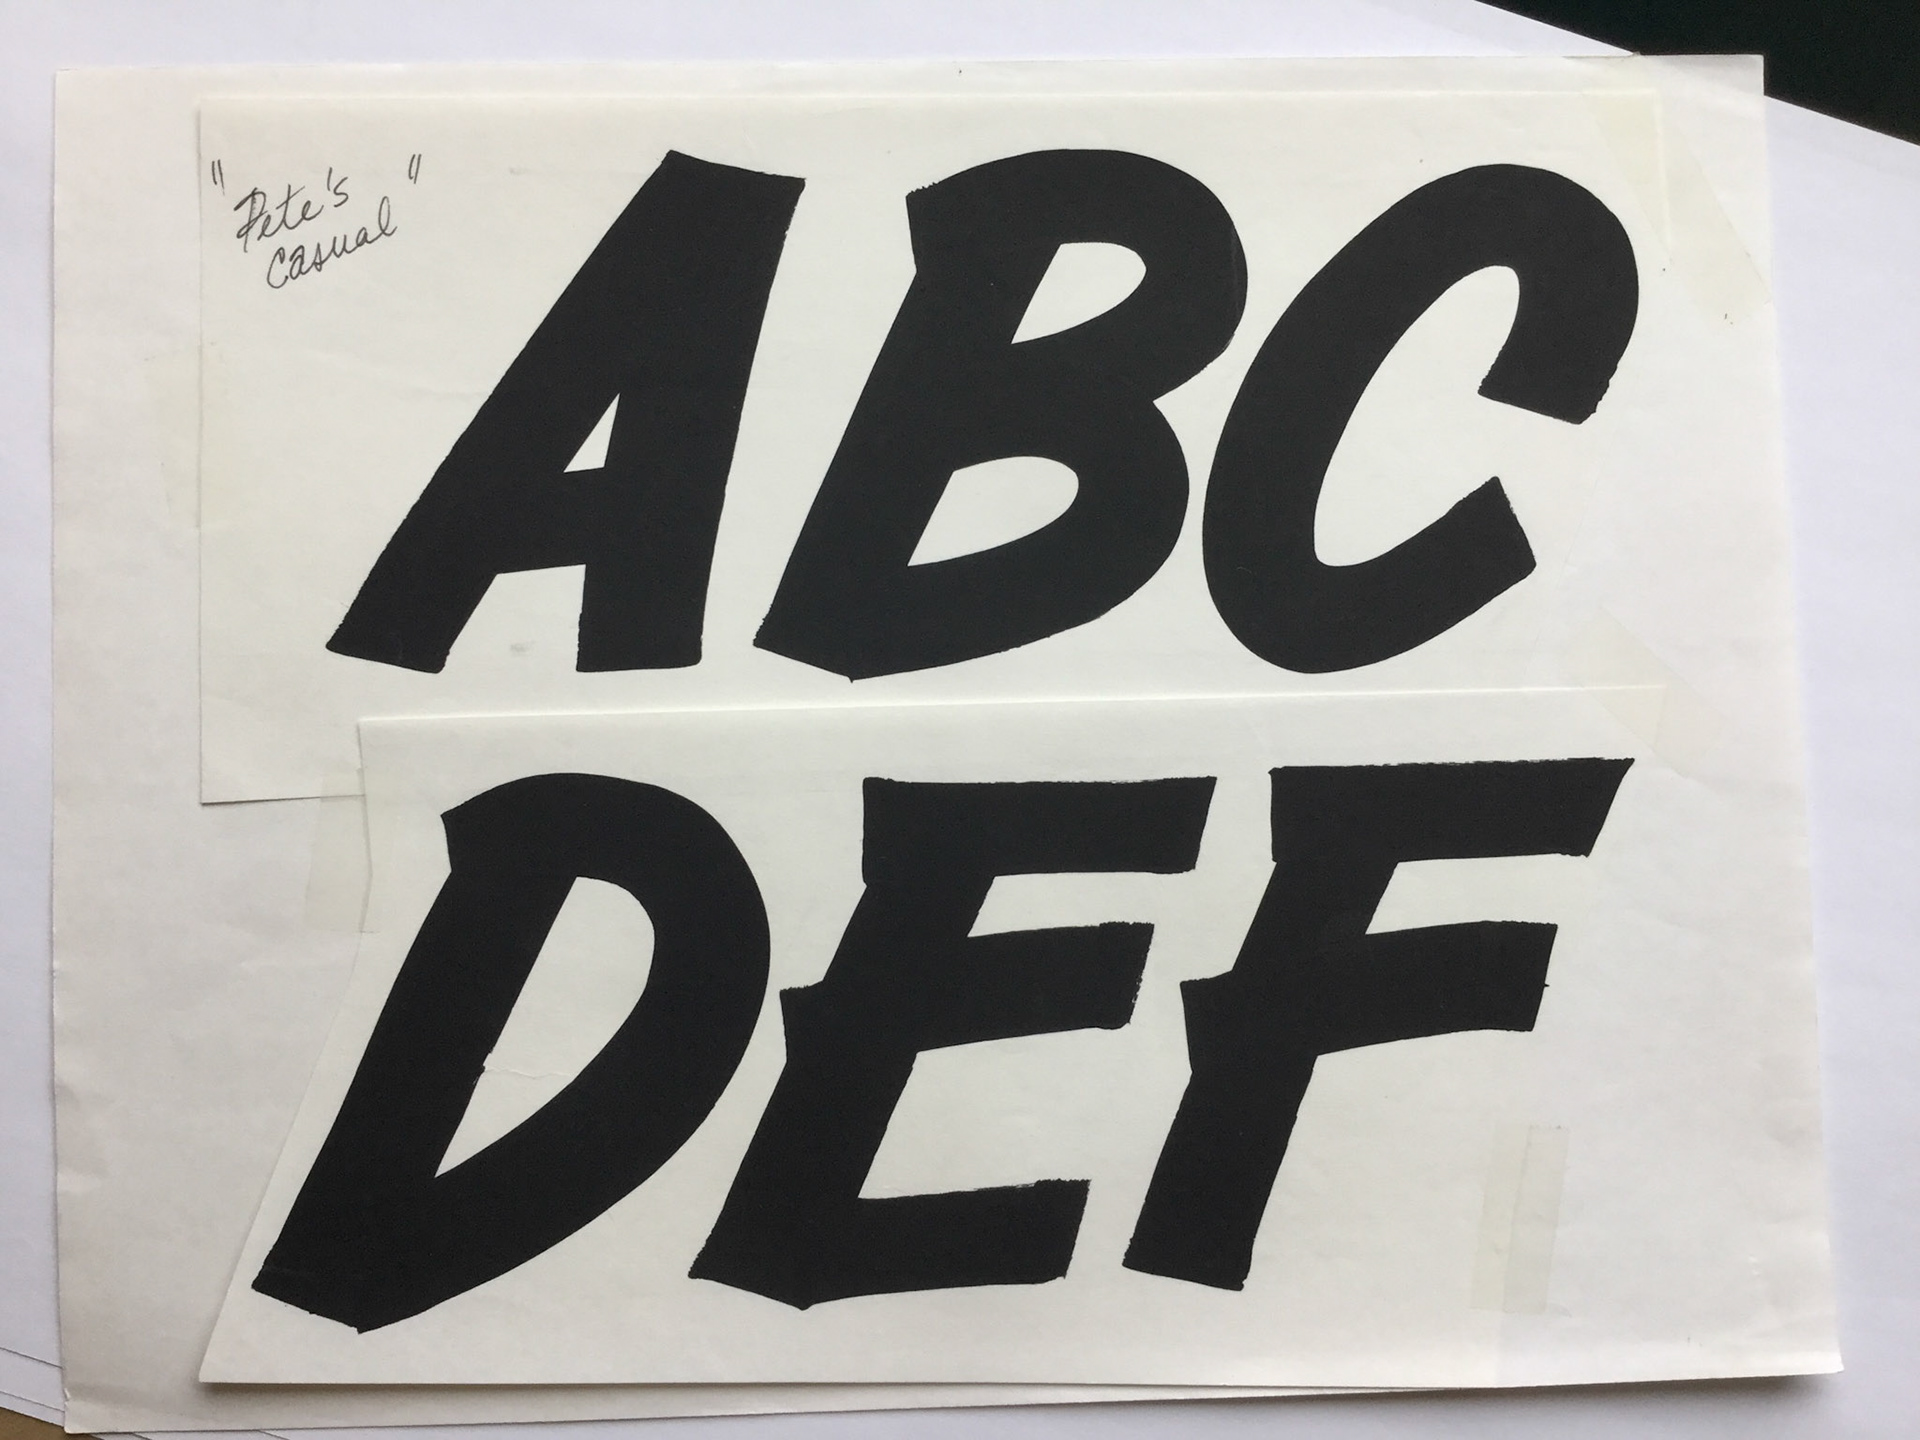 "Pete's
casual"
ABC
DEF